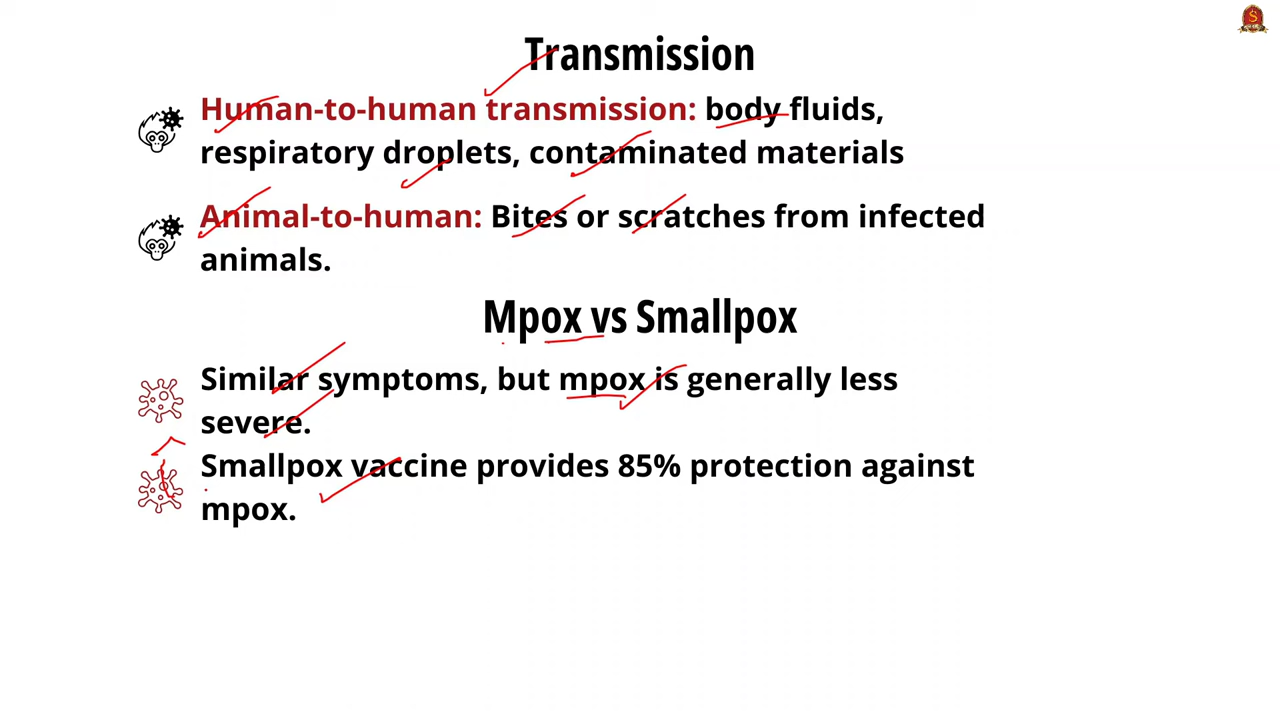 Transmission
Human-to-human transmission: body fluids,
respiratory droplets, contaminated materials
Animal-to-human: Bites or scratches from infected
animals.
Mpox vs Smallpox
Similar symptoms, but mpox is generally less
severe.
Smallpox vaccine provides 85% protection against
mpox.